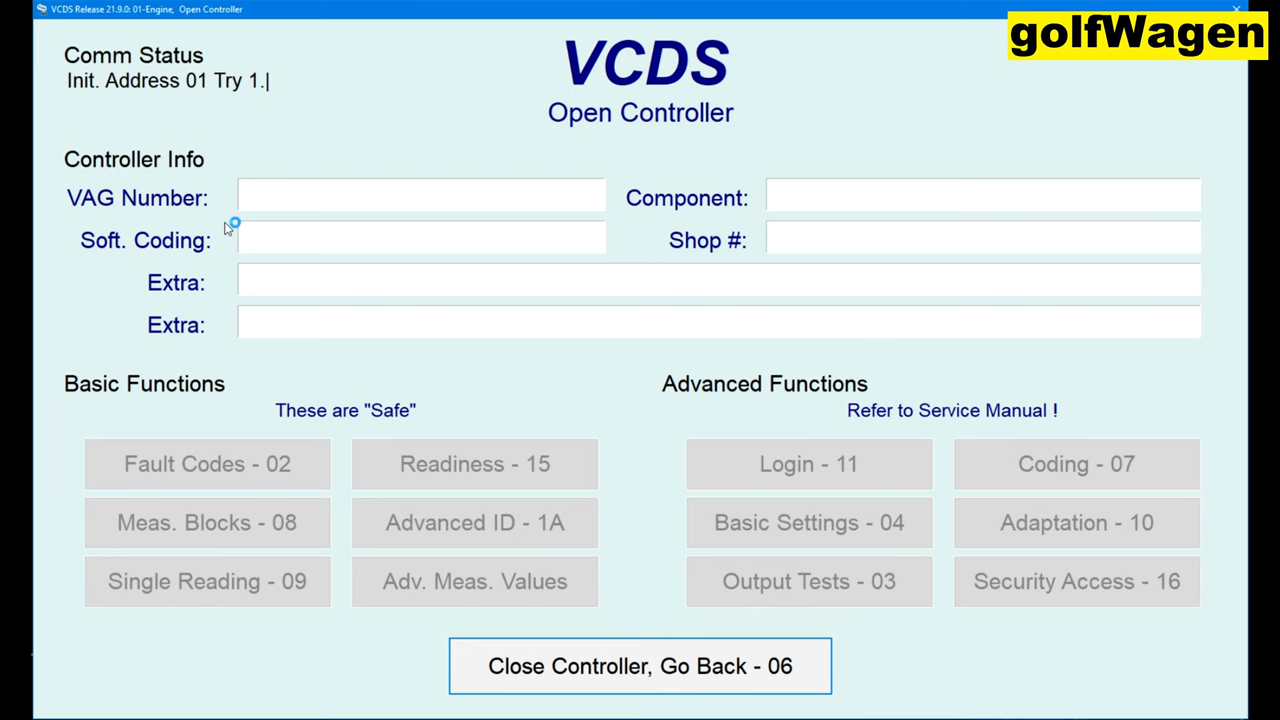 VCDS Release 21.9.0: 01-Engine, Open Controller
golfWagen
Comm Status
Init. Address 01 Try 1.|
VCDS
Open Controller
Controller Info
VAG Number:
Component:
Soft. Coding:
Shop #:
Extra:
Extra:
Basic Functions
Advanced Functions
These are "Safe"
Refer to Service Manual !
Fault Codes - 02
Readiness - 15
Login - 11
Coding - 07
Meas. Blocks - 08
Advanced ID - 1A
Basic Settings - 04
Adaptation - 10
Single Reading - 09
Adv. Meas. Values
Output Tests - 03
Security Access - 16
Close Controller, Go Back - 06